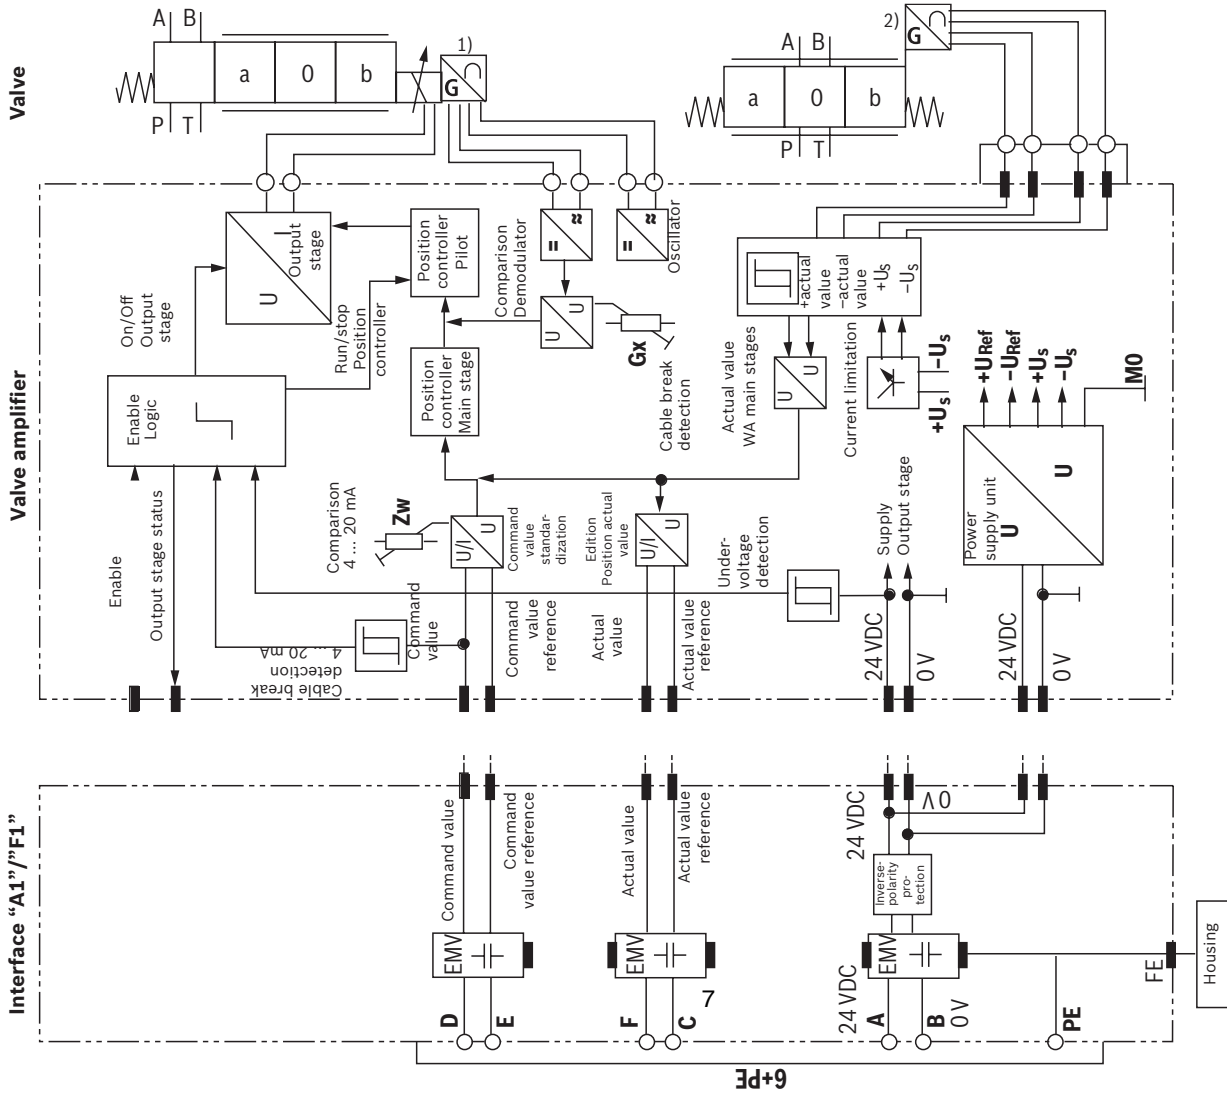 Valve
A
B
a
0
b
P
T
1)
G
A
B
a
0
b
P
T
2)
G
Valve amplifier
On/Off
Output
stage
U
I
Output
stage
Run/stop
Position
controller
Position
controller
Pilot
Comparison
Demodulator
=
≈
=
≈
Oscillator
U
U
Gx
Cable break
detection
Enable
Logic
Position
controller
Main stage
Enable
Output stage status
Comparison
4 ... 20 mA
Zw
U/I
U
Command
value
standar-
dization
Edition
Position actual
value
U/I
U
Under-
voltage
detection
Actual value
WA main stages
U
U
+actual
value
–actual
value
+Us
–Us
Current limitation
+Us
–Us
+URef
–URef
+Us
–Us
M0
Power
supply unit
U
U
Supply
Output stage
Cable break
detection
4 ... 20 mA
Command
value
Command
value
reference
Actual
value
Actual value
reference
24 VDC
0 V
24 VDC
0 V
Interface “A1”/”F1”
Command value
Command
value reference
Actual value
Actual value
reference
24 VDC
0 V
Inverse-
polarity
pro-
tection
EMV
EMV
7
EMV
24 VDC
0 V
D
E
F
C
A
B
PE
FE
Housing
6+PE